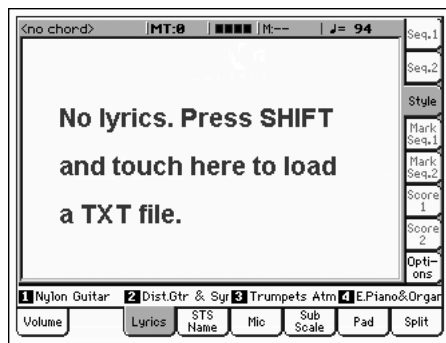 <no chord> MT:0 M:-- ♩= 94
Seq.1
Seq.2
Style
Mark
Seq.1
Mark
Seq.2
Score
1
Score
2
Opti-
ons
No lyrics. Press SHIFT
and touch here to load
a TXT file.
1 Nylon Guitar 2 Dist.Gtr & Syr 3 Trumpets Atm 4 E.Piano&Organ
Volume Lyrics STS Name Mic Sub Scale Pad Split